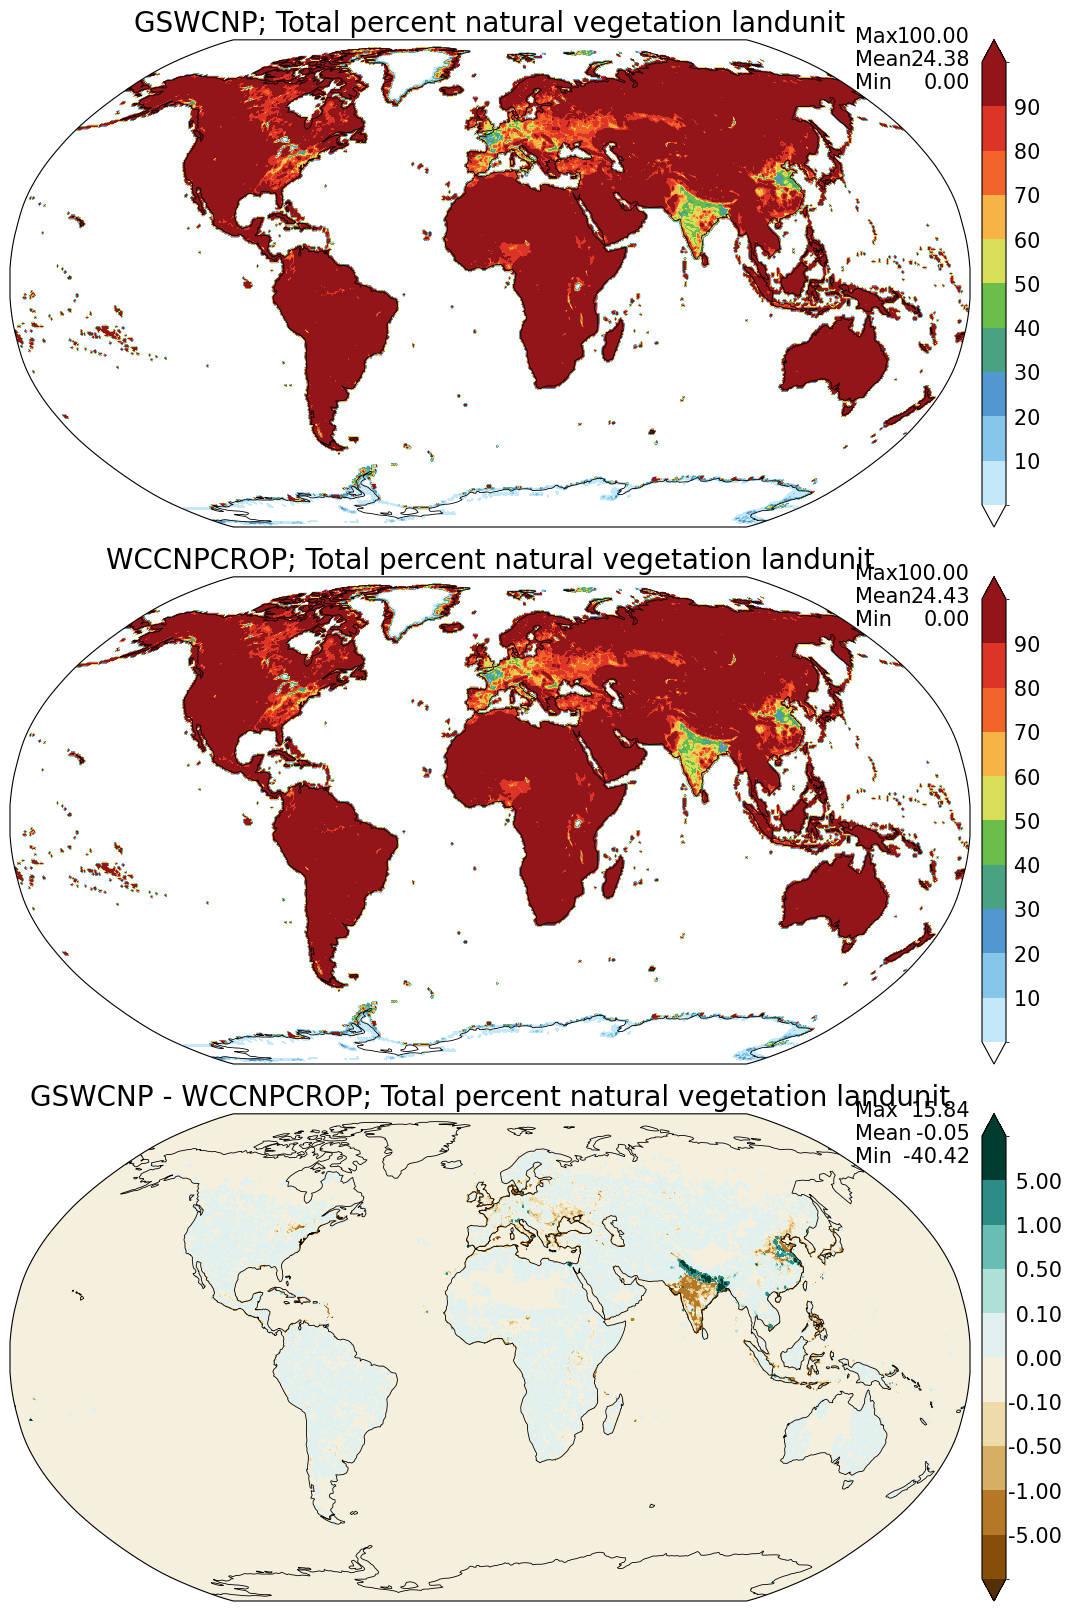 GSWCNP; Total percent natural vegetation landunit
Max100.00
Mean24.38
Min 0.00
90
80
70
60
50
40
30
20
10
WCCNPCROP; Total percent natural vegetation landunit
Max100.00
Mean24.43
Min 0.00
90
80
70
60
50
40
30
20
10
GSWCNP - WCCNPCROP; Total percent natural vegetation landunit
Max 15.84
Mean -0.05
Min -40.42
5.00
1.00
0.50
0.10
0.00
-0.10
-0.50
-1.00
-5.00